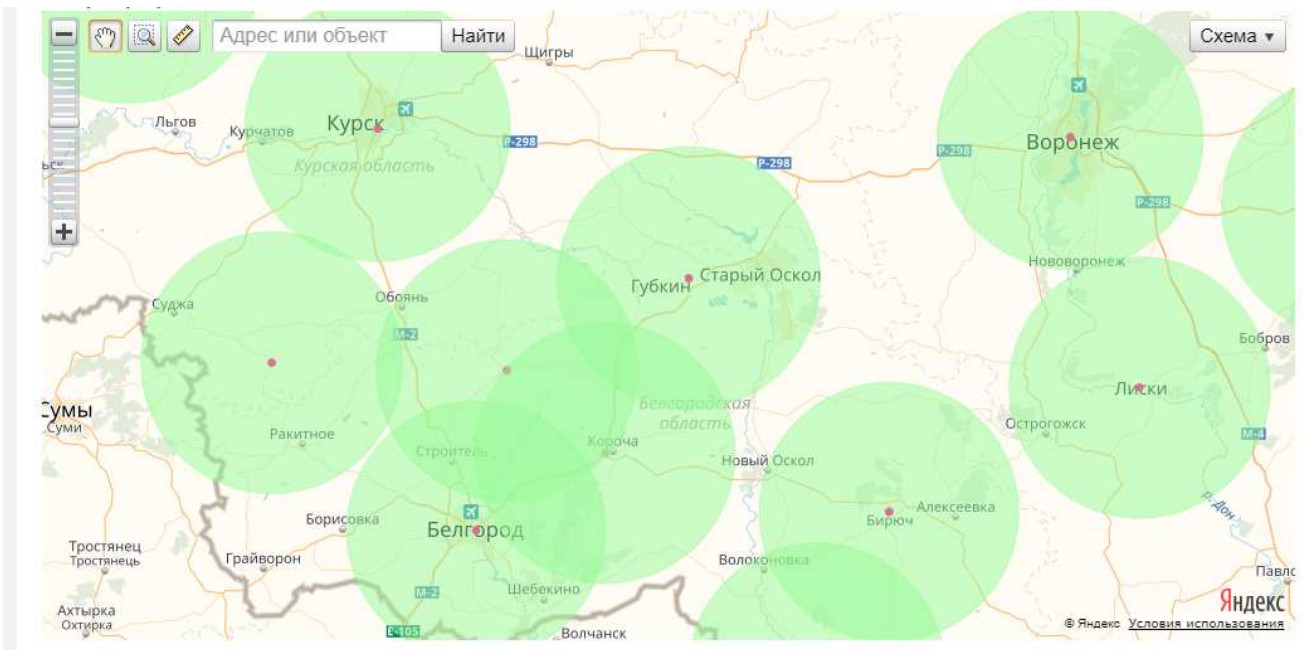 Адрес или объект
Найти
Схема
Щигры
Льгов
Курчатов
Курск
Р-298
Курская область
Р-298
Р-298
Воронеж
Р-298
Нововоронеж
Губкин
Старый Оскол
Суджа
Обоянь
М-2
Бобров
Лиски
Белгородская
область
Сумы
Суми
Ракитное
Строитель
Короча
Острогожск
М-4
Новый Оскол
Борисовка
Белгород
Бирюч
Алексеевка
р. Дон
Тростянец
Тростянець
Грайворон
Волоконовка
М-2
Шебекино
Ахтырка
Охтирка
Е-105
Волчанск
Яндекс
© Яндекс Условия использования